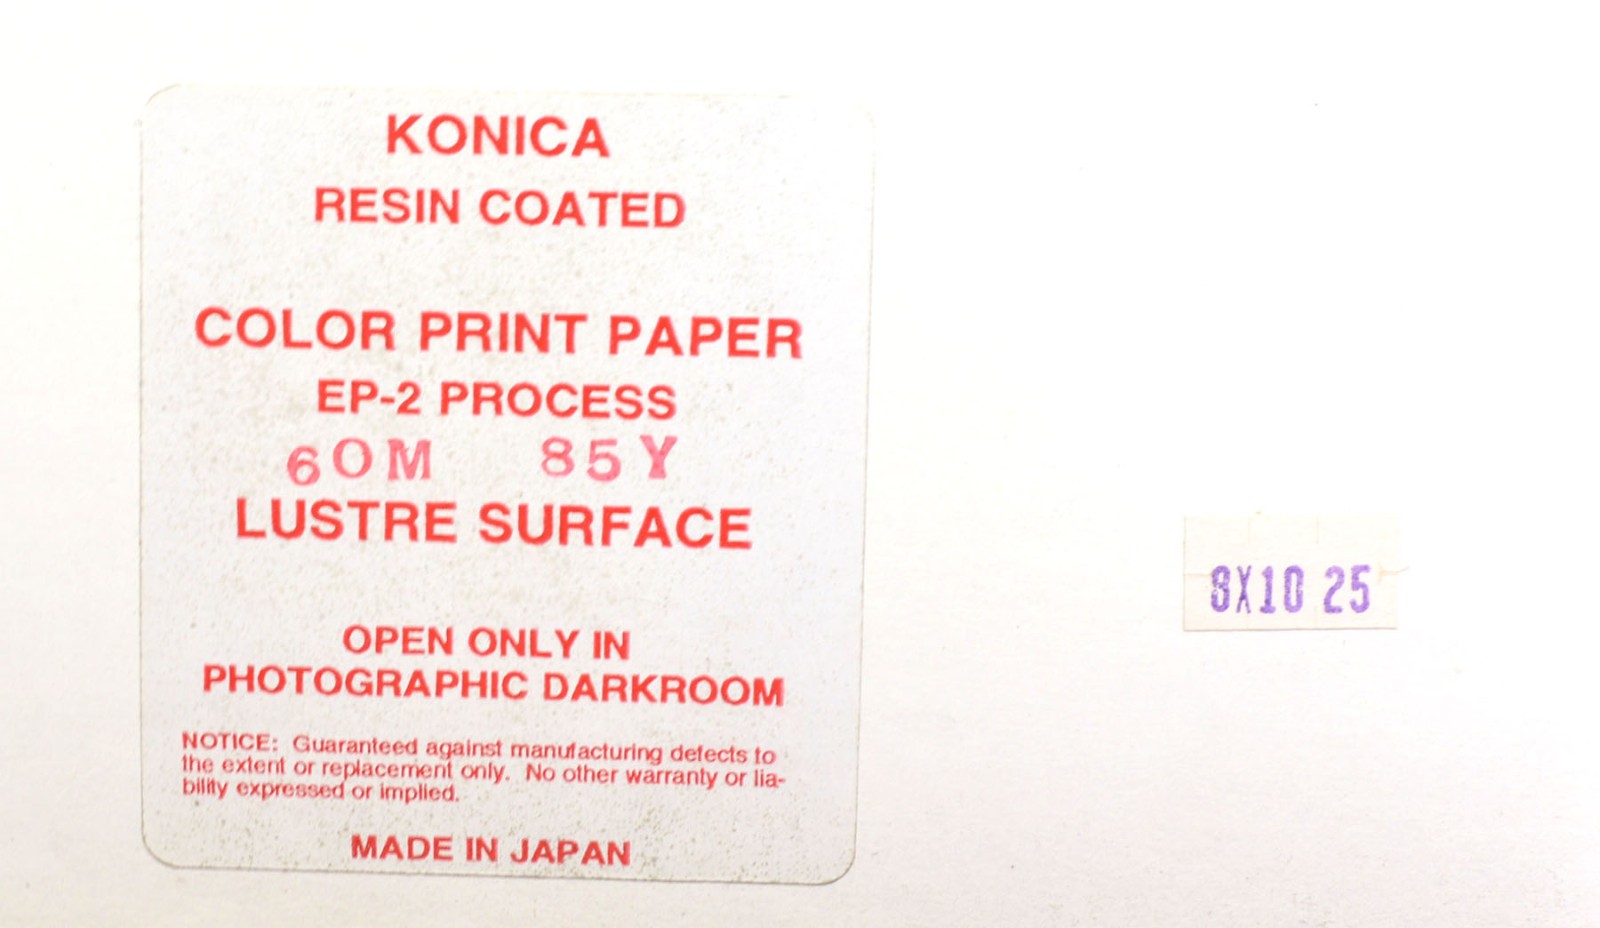 KONICA
RESIN COATED
COLOR PRINT PAPER
EP-2 PROCESS
60M 85Y
LUSTRE SURFACE
OPEN ONLY IN
PHOTOGRAPHIC DARKROOM
NOTICE: Guaranteed against manufacturing defects to
the extent or replacement only. No other warranty or lia-
bility expressed or implied.
MADE IN JAPAN
8X10 25